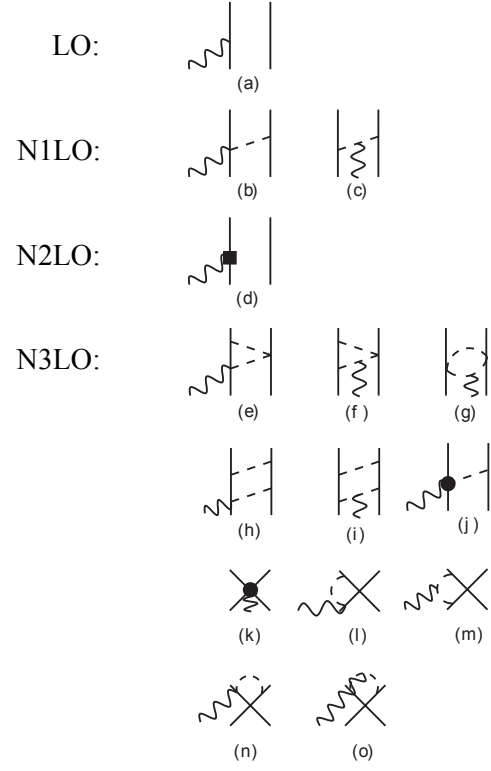 LO:
(a)
N1LO:
(b) (c)
N2LO:
(d)
N3LO:
(e) (f) (g)
(h) (i) (j)
(k) (l) (m)
(n) (o)